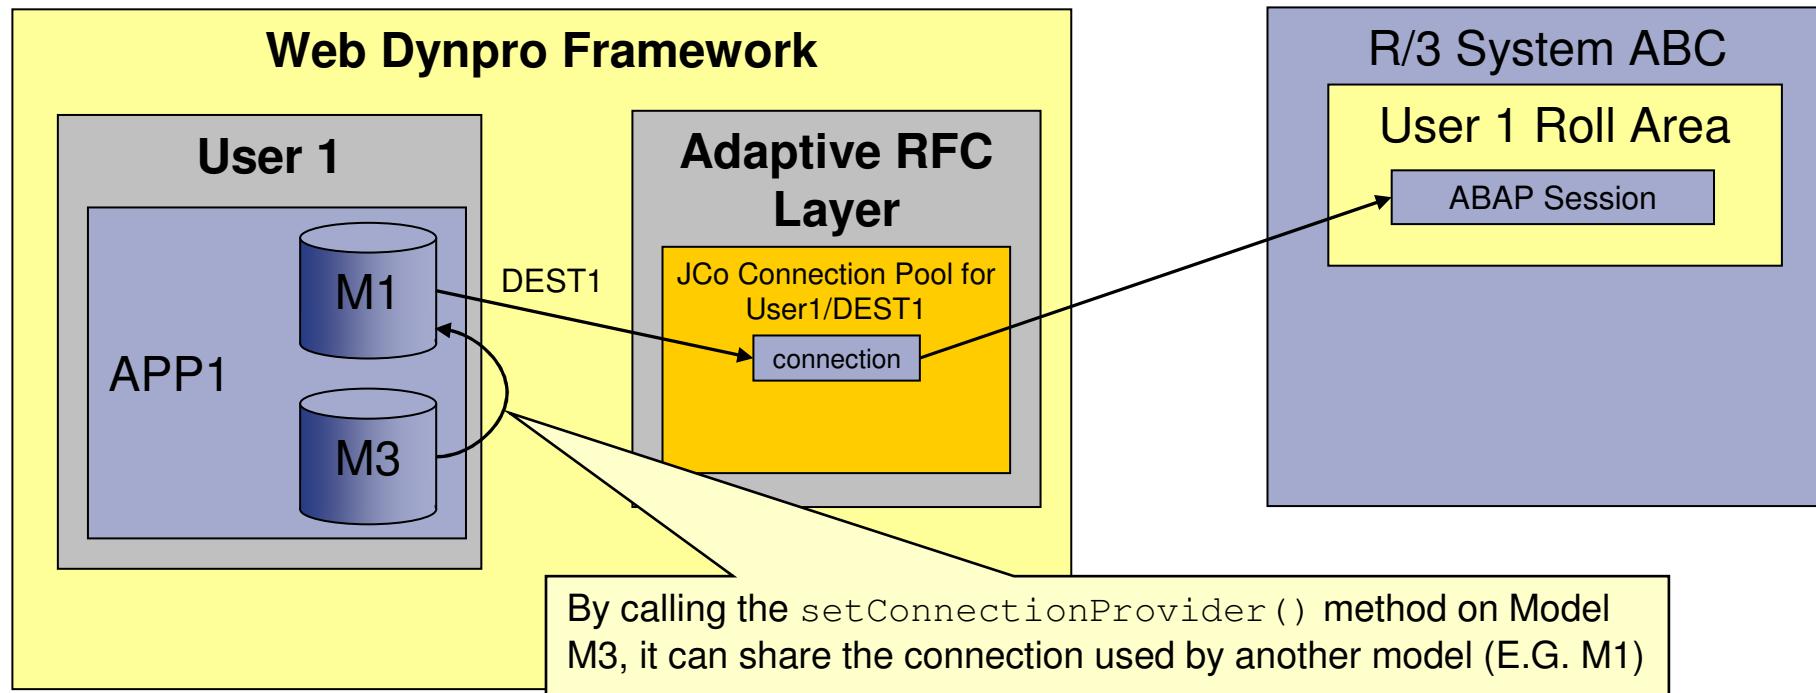 Web Dynpro Framework
User 1
APP1
M1
M3
DEST1
Adaptive RFC
Layer
JCo Connection Pool for
User1/DEST1
connection
R/3 System ABC
User 1 Roll Area
ABAP Session
By calling the setConnectionProvider() method on Model
M3, it can share the connection used by another model (E.G. M1)